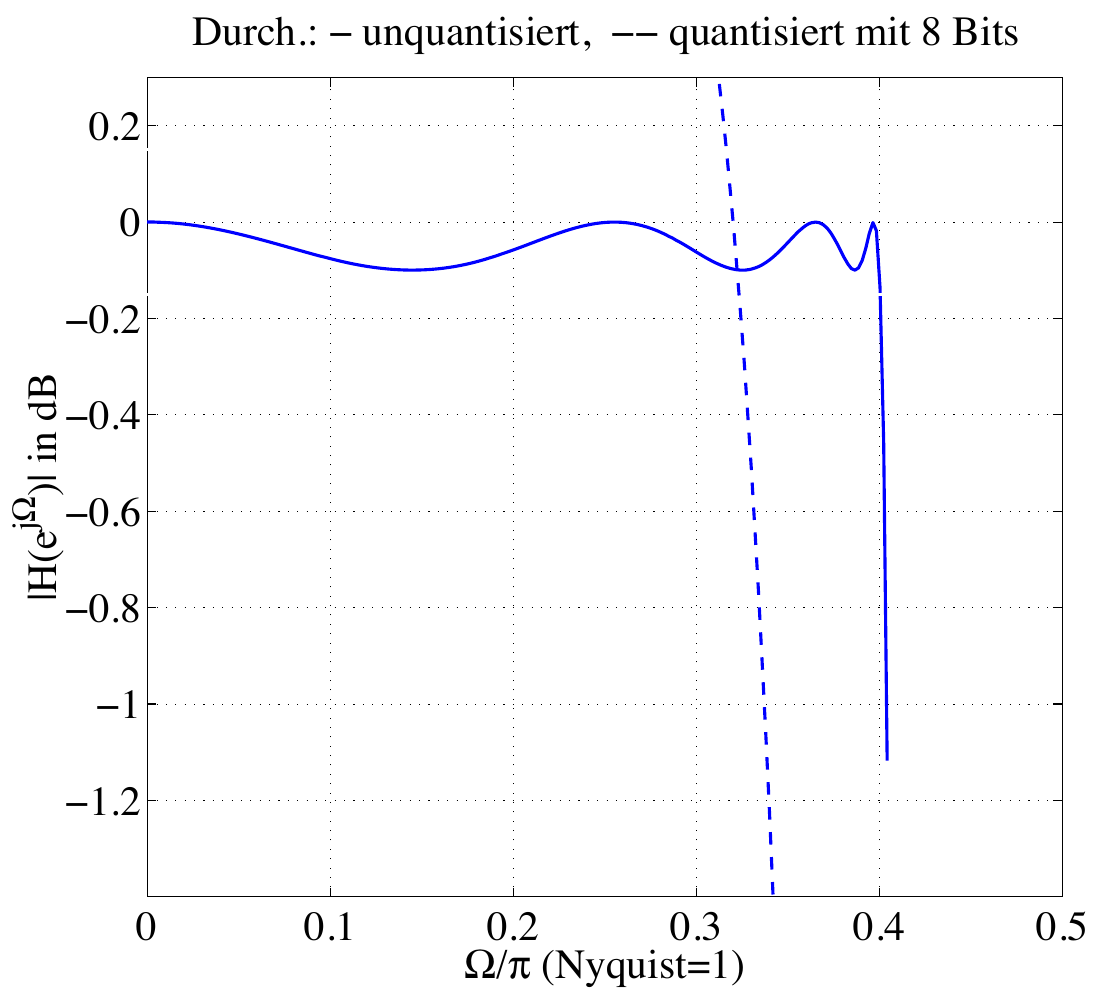 Durch.: – unquantisiert, –– quantisiert mit 8 Bits
0.2
0
−0.2
−0.4
−0.6
−0.8
−1
−1.2
|H(e^jΩ)| in dB
0 0.1 0.2 0.3 0.4 0.5
Ω/π (Nyquist=1)